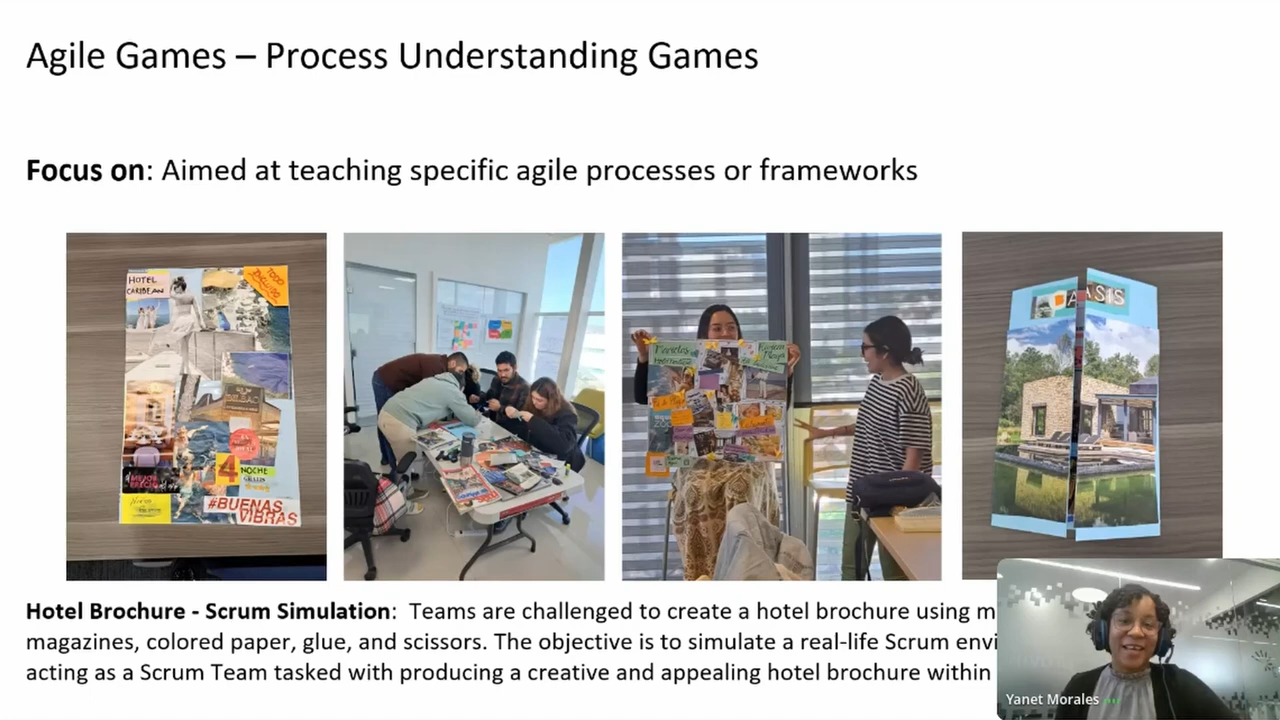 Agile Games – Process Understanding Games
Focus on: Aimed at teaching specific agile processes or frameworks
HOTEL
CARIBEAN
TODO
4
NOCHE
#BUENAS
VIBRAS
ASIS
Hotel Brochure - Scrum Simulation: Teams are challenged to create a hotel brochure using m
magazines, colored paper, glue, and scissors. The objective is to simulate a real-life Scrum envi
acting as a Scrum Team tasked with producing a creative and appealing hotel brochure within
Yanet Morales